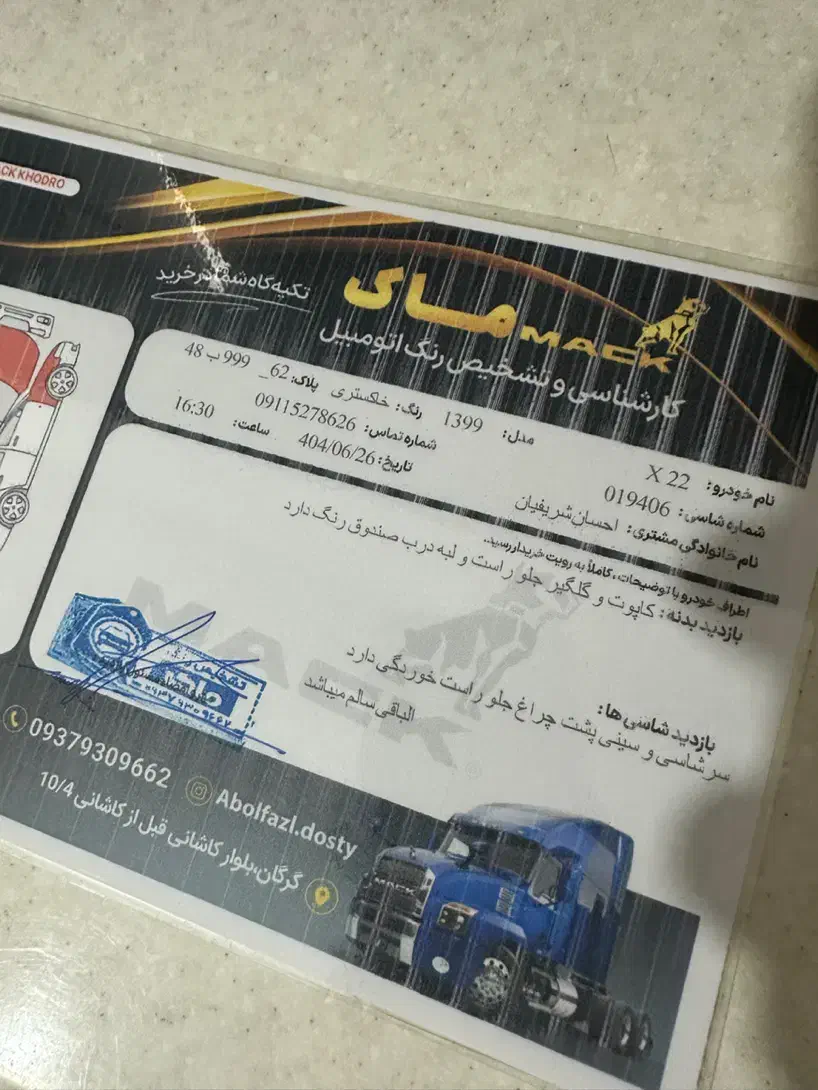 CK KHODRO
تکیه‌گاه شما در خرید
ماک MACK
کارشناسی و تشخیص رنگ اتومبیل
نام خودرو: X 22 مدل: 1399 رنگ: خاکستری پلاک: 62_ 999 ب 48
شماره شاسی: 019406 شماره تماس: 09115278626
نام خانوادگی مشتری: احسان شریفیان تاریخ: 404/06/26 ساعت: 16:30
اطراف خودرو با توضیحات، کاملاً به رویت خریدار رسید..
بازدید بدنه: کاپوت و گلگیر جلو راست و لبه درب صندوق رنگ دارد
بازدید شاسی ها:
سر شاسی و سینی پشت چراغ جلو راست خوردگی دارد
الباقی سالم میباشد
MACK
تشخیص رنگ
ماک
09379309662
Abolfazl.dosty
گرگان،بلوار کاشانی قبل از کاشانی 10/4
MACK